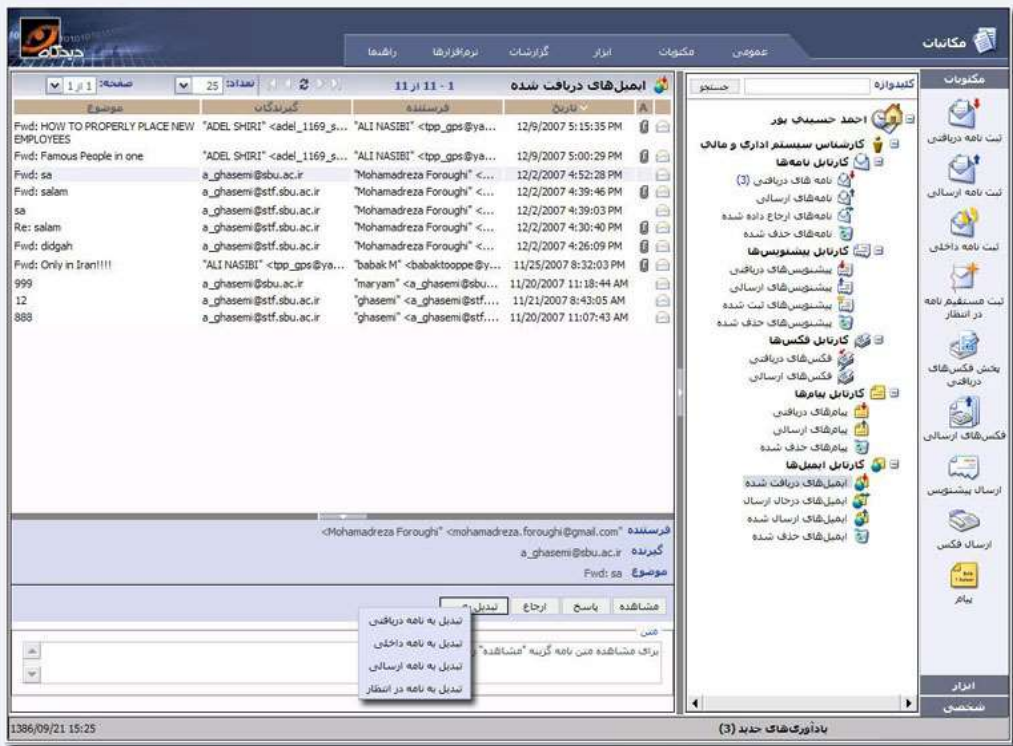 مکاتبات
دیدگاه
عمومی
مکتوبات
ابزار
گزارشات
نرم‌افزارها
راهنما
مکتوبات
ثبت نامه دریافتی
ثبت نامه ارسالی
ثبت نامه داخلی
ثبت مستقیم نامه
در انتظار
پخش فکس‌های
دریافتی
فکس‌های ارسالی
ارسال پیشنویس
ارسال فکس
پیام
ابزار
شخصی
کلیدواژه
جستجو
احمد حسینی پور
کارشناس سیستم اداری و مالی
کارتابل نامه‌ها
نامه های دریافتی (3)
نامه‌های ارسالی
نامه‌های ارجاع داده شده
نامه‌های حذف شده
کارتابل پیشنویس‌ها
پیشنویس‌های دریافتی
پیشنویس‌های ارسالی
پیشنویس‌های ثبت شده
پیشنویس‌های حذف شده
کارتابل فکس‌ها
فکس‌های دریافتی
فکس‌های ارسالی
کارتابل پیام‌ها
پیام‌های دریافتی
پیام‌های ارسالی
پیام‌های حذف شده
کارتابل ایمیل‌ها
ایمیل‌های دریافت شده
ایمیل‌های درحال ارسال
ایمیل‌های ارسال شده
ایمیل‌های حذف شده
ایمیل‌های دریافت شده 1 - 11 از 11 تعداد: 25 صفحه: 1 از 1
A تاریخ فرستنده گیرندگان موضوع
Fwd: HOW TO PROPERLY PLACE NEW "ADEL SHIRI" <adel_1169_s... "ALI NASIBI" <tpp_gps@ya... 12/9/2007 5:15:35 PM
EMPLOYEES
Fwd: Famous People in one "ADEL SHIRI" <adel_1169_s... "ALI NASIBI" <tpp_gps@ya... 12/9/2007 5:00:29 PM
Fwd: sa a_ghasemi@sbu.ac.ir "Mohamadreza Foroughi" <... 12/2/2007 4:52:28 PM
Fwd: salam a_ghasemi@stf.sbu.ac.ir "Mohamadreza Foroughi" <... 12/2/2007 4:39:46 PM
sa a_ghasemi@stf.sbu.ac.ir "Mohamadreza Foroughi" <... 12/2/2007 4:39:03 PM
Re: salam a_ghasemi@stf.sbu.ac.ir "Mohamadreza Foroughi" <... 12/2/2007 4:30:40 PM
Fwd: didgah a_ghasemi@stf.sbu.ac.ir "Mohamadreza Foroughi" <... 12/2/2007 4:26:09 PM
Fwd: Only in Iran!!!! "ALI NASIBI" <tpp_gps@ya... "babak M" <babaktooppe@y... 11/25/2007 8:32:03 PM
999 a_ghasemi@sbu.ac.ir "maryam" <a_ghasemi@sbu... 11/20/2007 11:18:44 AM
12 a_ghasemi@stf.sbu.ac.ir "ghasemi" <a_ghasemi@stf.... 11/21/2007 8:43:05 AM
888 a_ghasemi@stf.sbu.ac.ir "ghasemi" <a_ghasemi@stf.... 11/20/2007 11:07:43 AM
فرستنده "Mohamadreza Foroughi" <mohamadreza.foroughi@gmail.com>
گیرنده a_ghasemi@sbu.ac.ir
موضوع Fwd: sa
مشاهده پاسخ ارجاع تبدیل به
متن
برای مشاهده متن نامه گزینه "مشاهده"
تبدیل به نامه دریافتی
تبدیل به نامه داخلی
تبدیل به نامه ارسالی
تبدیل به نامه در انتظار
یادآوری‌های جدید (3)
1386/09/21 15:25